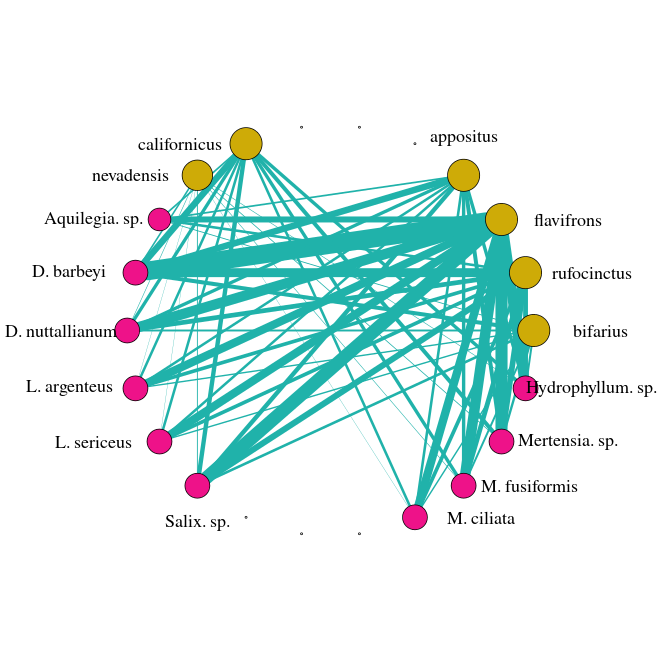 californicus
appositus
nevadensis
Aquilegia. sp.
flavifrons
D. barbeyi
rufocinctus
D. nuttallianum
bifarius
L. argenteus
Hydrophyllum. sp.
L. sericeus
Mertensia. sp.
M. fusiformis
Salix. sp.
M. ciliata